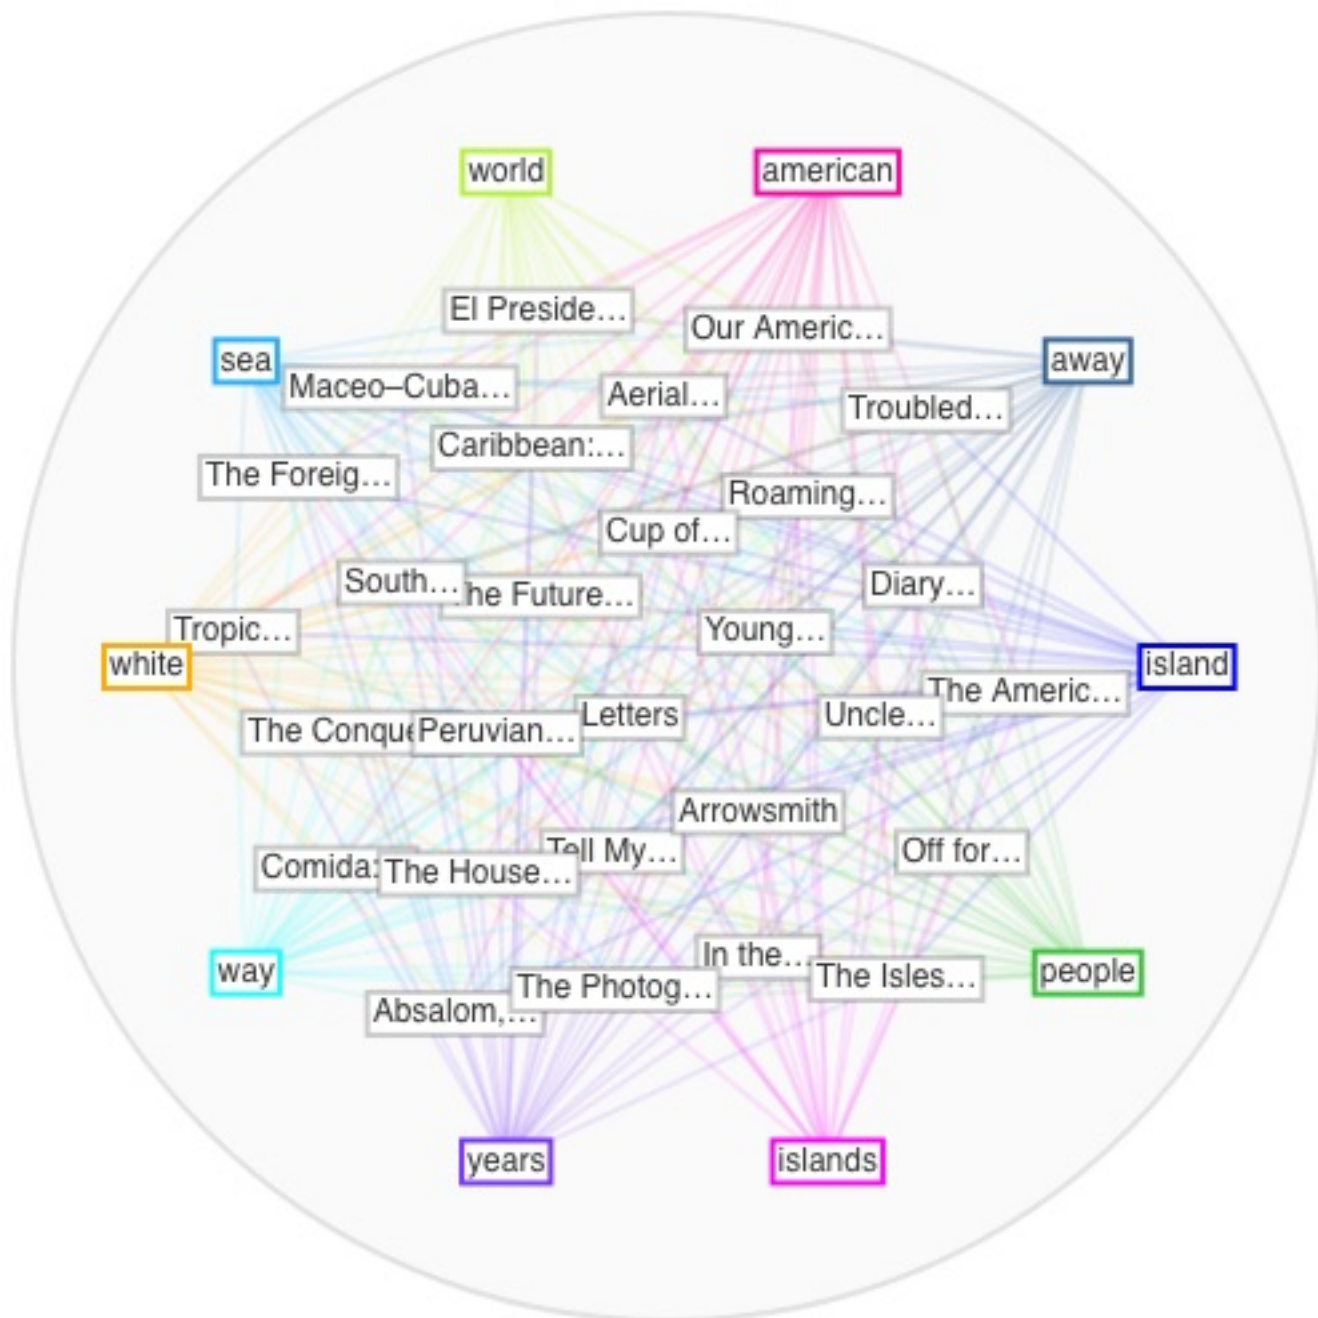 world
american
El Preside…
Our Americ…
sea
away
Maceo–Cuba…
Aerial…
Troubled…
Caribbean:…
The Foreig…
Roaming…
Cup of…
South…
he Future…
Diary…
Tropic…
Young…
white
island
The Americ…
The Conque
Peruvian…
Letters
Uncle…
Arrowsmith
Tell My…
Off for…
Comida:
The House…
In the…
way
The Photog…
The Isles…
people
Absalom,…
years
islands